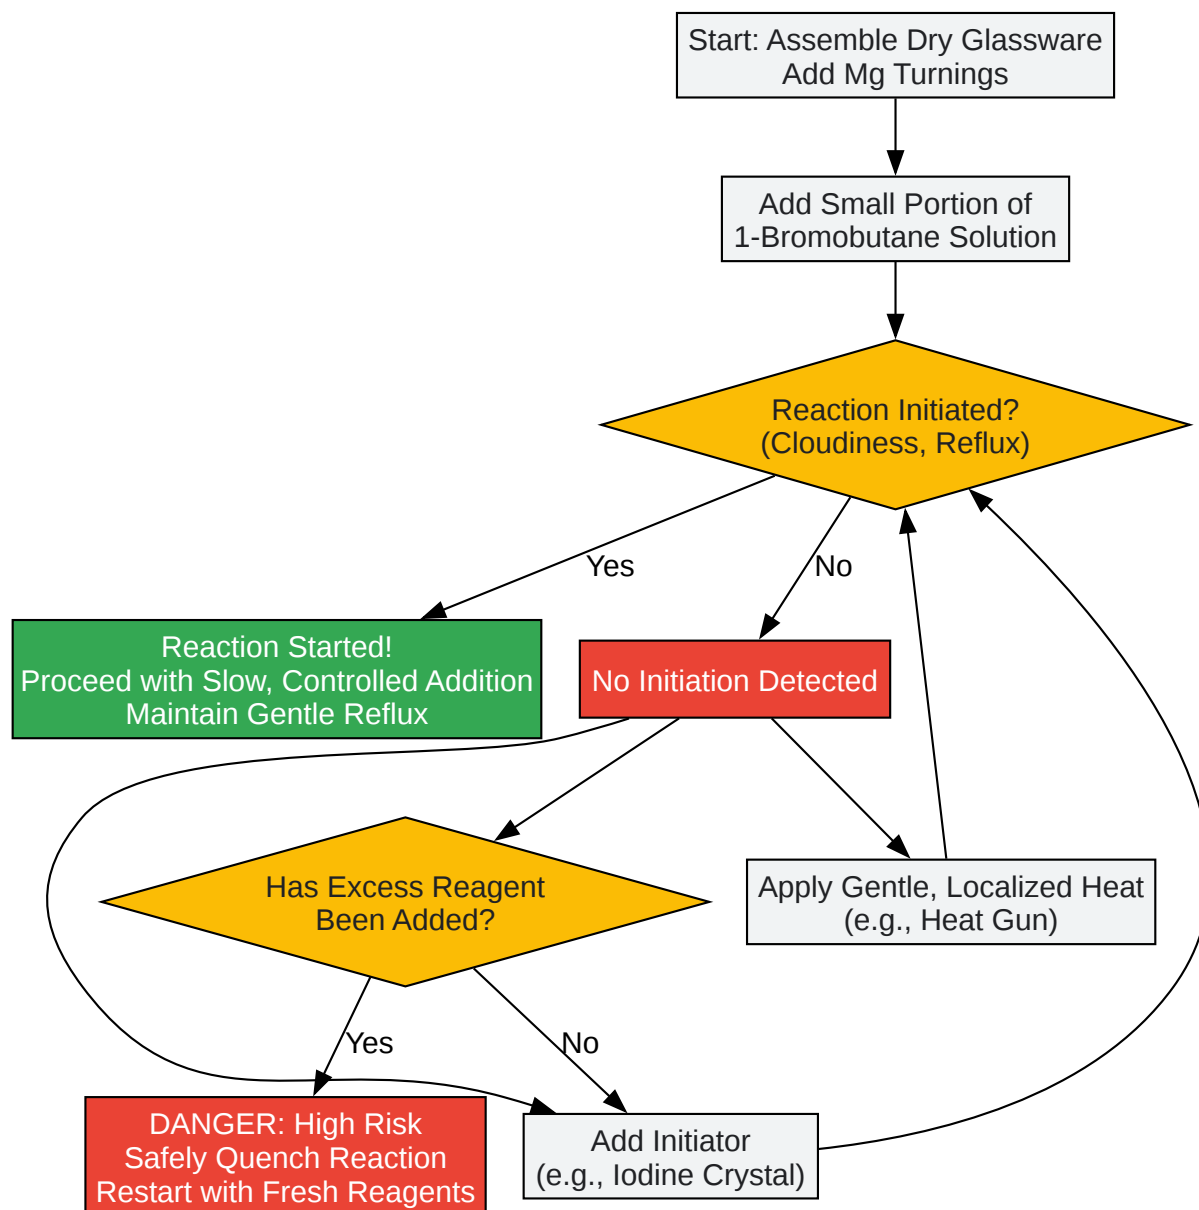 Start: Assemble Dry Glassware
Add Mg Turnings
Add Small Portion of
1-Bromobutane Solution
Reaction Initiated?
(Cloudiness, Reflux)
Yes
No
Reaction Started!
Proceed with Slow, Controlled Addition
Maintain Gentle Reflux
No Initiation Detected
Has Excess Reagent
Been Added?
Apply Gentle, Localized Heat
(e.g., Heat Gun)
Yes
No
DANGER: High Risk
Safely Quench Reaction
Restart with Fresh Reagents
Add Initiator
(e.g., Iodine Crystal)